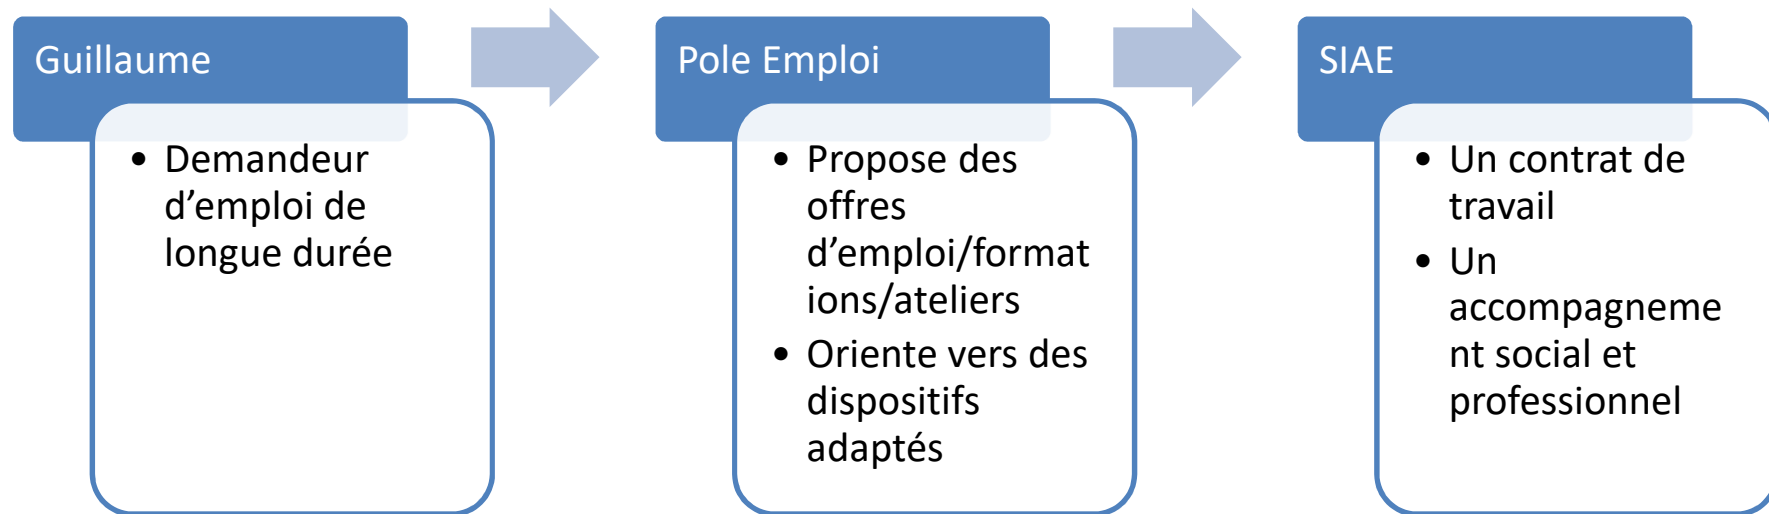 Guillaume
• Demandeur
d’emploi de
longue durée
Pole Emploi
• Propose des
offres
d’emploi/format
ions/ateliers
• Oriente vers des
dispositifs
adaptés
SIAE
• Un contrat de
travail
• Un
accompagneme
nt social et
professionnel